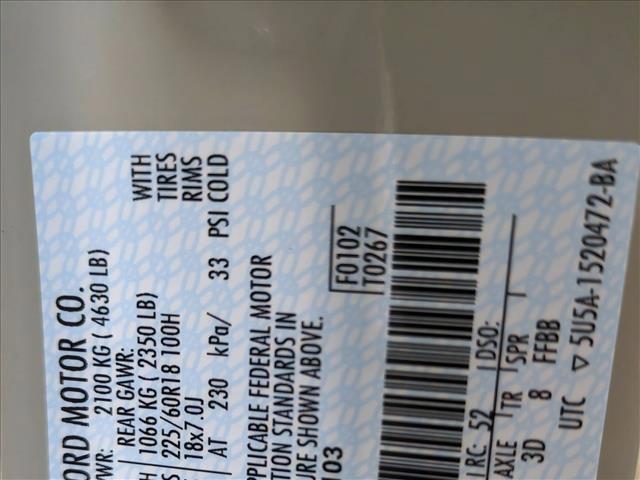 ORD MOTOR CO.
WR: 2100 KG ( 4630 LB)
REAR GAWR:
1066 KG ( 2350 LB) WITH
225/60R18 100H TIRES
18x7.0J RIMS
AT 230 kPa/ 33 PSI COLD
PLICABLE FEDERAL MOTOR
TION STANDARDS IN
URE SHOWN ABOVE.
F0102
103 T0267
RC: 52 DSO:
AXLE TR SPR
3D 8 FFBB
UTC ▽ 5U5A-1520472-BA